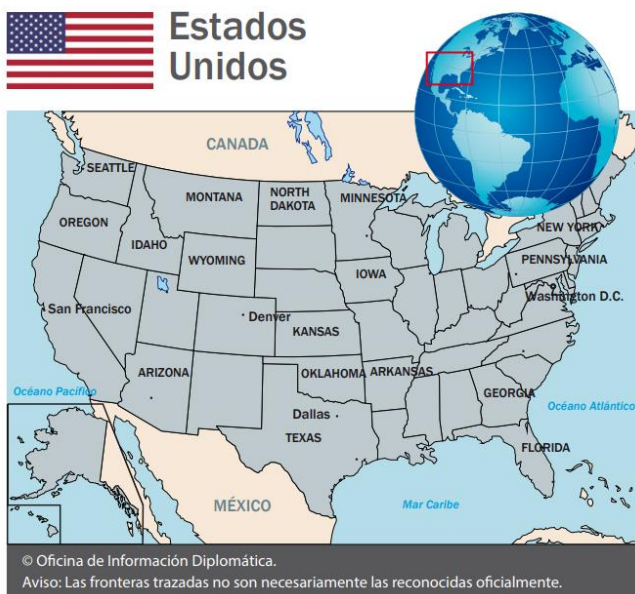 Estados
Unidos
CANADA
SEATTLE
MONTANA
NORTH
DAKOTA
MINNESOTA
OREGON
IDAHO
WYOMING
NEW YORK
IOWA
PENNSYLVANIA
San Francisco
Denver
Washington D.C.
KANSAS
ARIZONA
OKLAHOMA
ARKANSAS
Océano Pacífico
GEORGIA
Océano Atlántico
Dallas
TEXAS
FLORIDA
MÉXICO
Mar Caribe
© Oficina de Información Diplomática.
Aviso: Las fronteras trazadas no son necesariamente las reconocidas oficialmente.